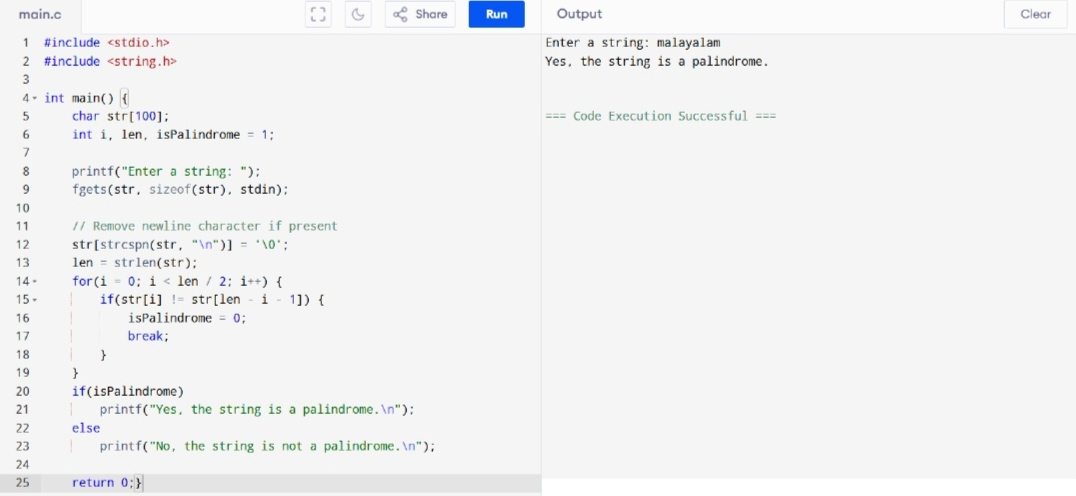 main.c
Share
Run
Output
Clear
1 #include <stdio.h>
2 #include <string.h>
3
4 int main() {
5     char str[100];
6     int i, len, isPalindrome = 1;
7
8     printf("Enter a string: ");
9     fgets(str, sizeof(str), stdin);
10
11     // Remove newline character if present
12     str[strcspn(str, "\n")] = '\0';
13     len = strlen(str);
14     for(i = 0; i < len / 2; i++) {
15         if(str[i] != str[len - i - 1]) {
16             isPalindrome = 0;
17             break;
18         }
19     }
20     if(isPalindrome)
21         printf("Yes, the string is a palindrome.\n");
22     else
23         printf("No, the string is not a palindrome.\n");
24
25     return 0;}
Enter a string: malayalam
Yes, the string is a palindrome.
=== Code Execution Successful ===